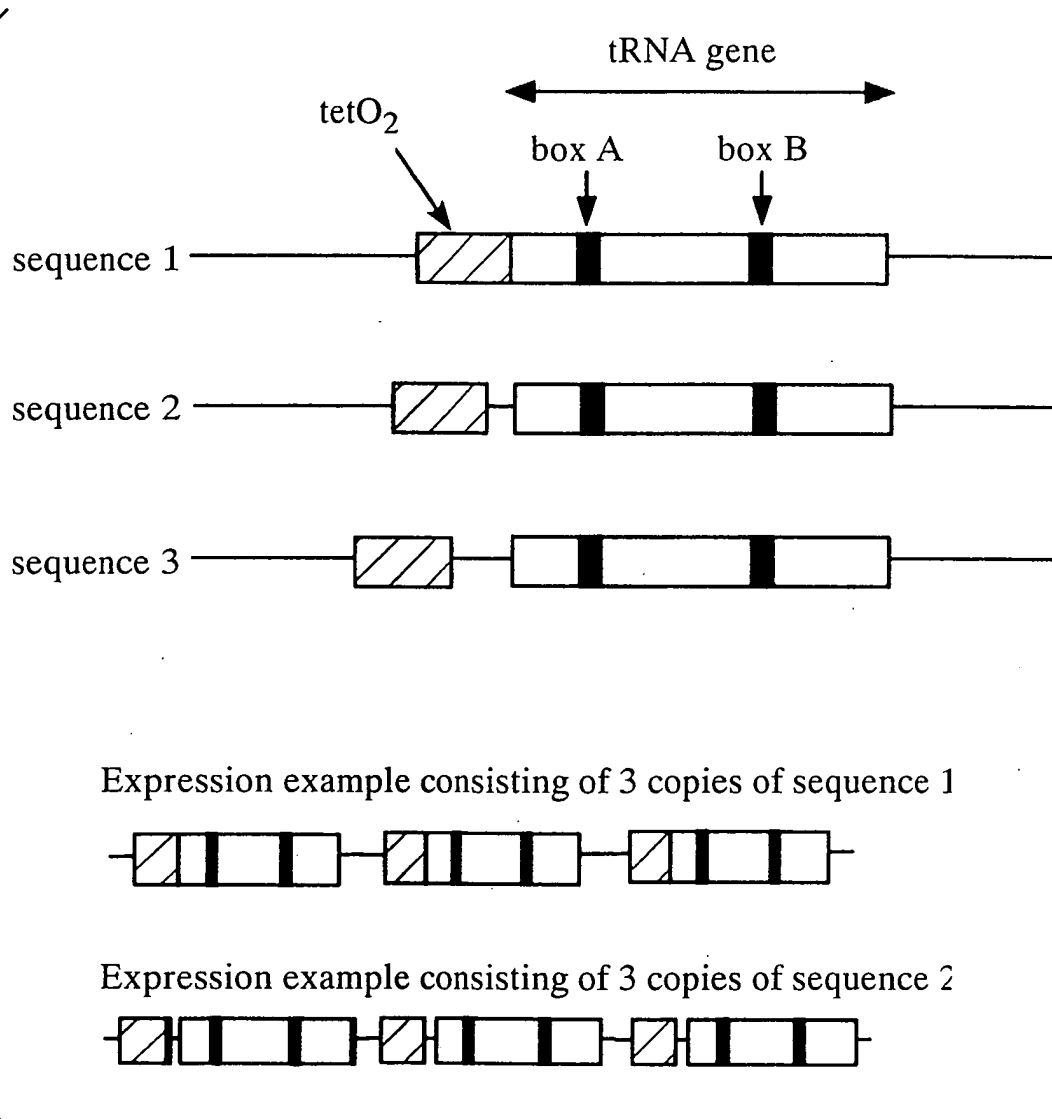 tRNA gene
tetO2
box A
box B
sequence 1
sequence 2
sequence 3
Expression example consisting of 3 copies of sequence 1
Expression example consisting of 3 copies of sequence 2